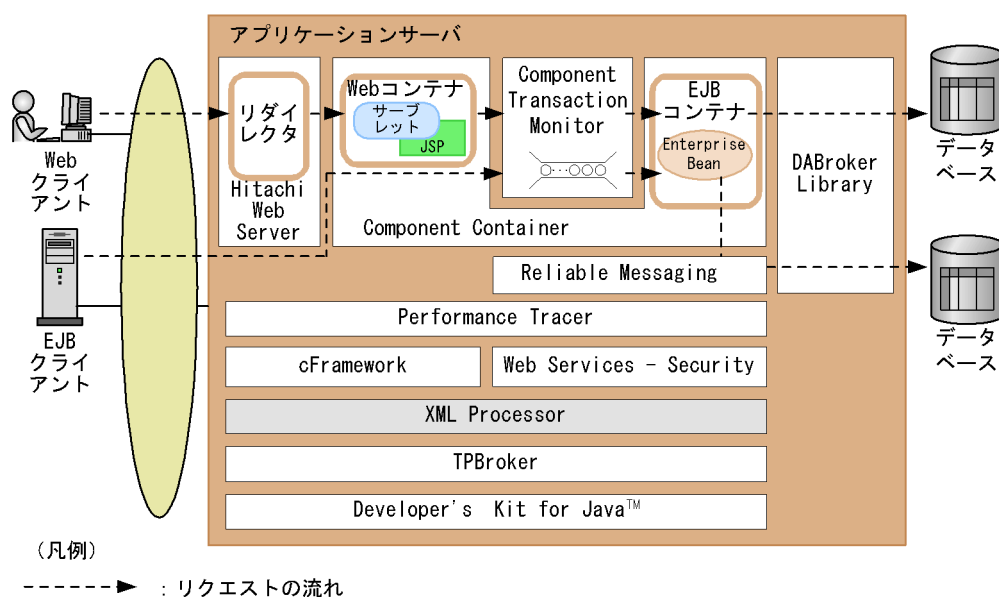 アプリケーションサーバ
Web
クライ
アント
EJB
クライ
アント
リダイ
レクタ
Hitachi
Web
Server
Webコンテナ
サーブ
レット
JSP
Component
Transaction
Monitor
EJB
コンテナ
Enterprise
Bean
Component Container
DABroker
Library
データ
ベース
データ
ベース
Reliable Messaging
Performance Tracer
cFramework
Web Services - Security
XML Processor
TPBroker
Developer's Kit for Java™
(凡例)
：リクエストの流れ